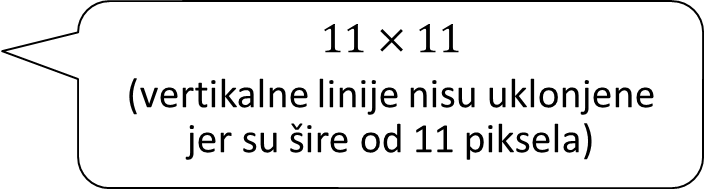 11 × 11
(vertikalne linije nisu uklonjene
jer su šire od 11 piksela)